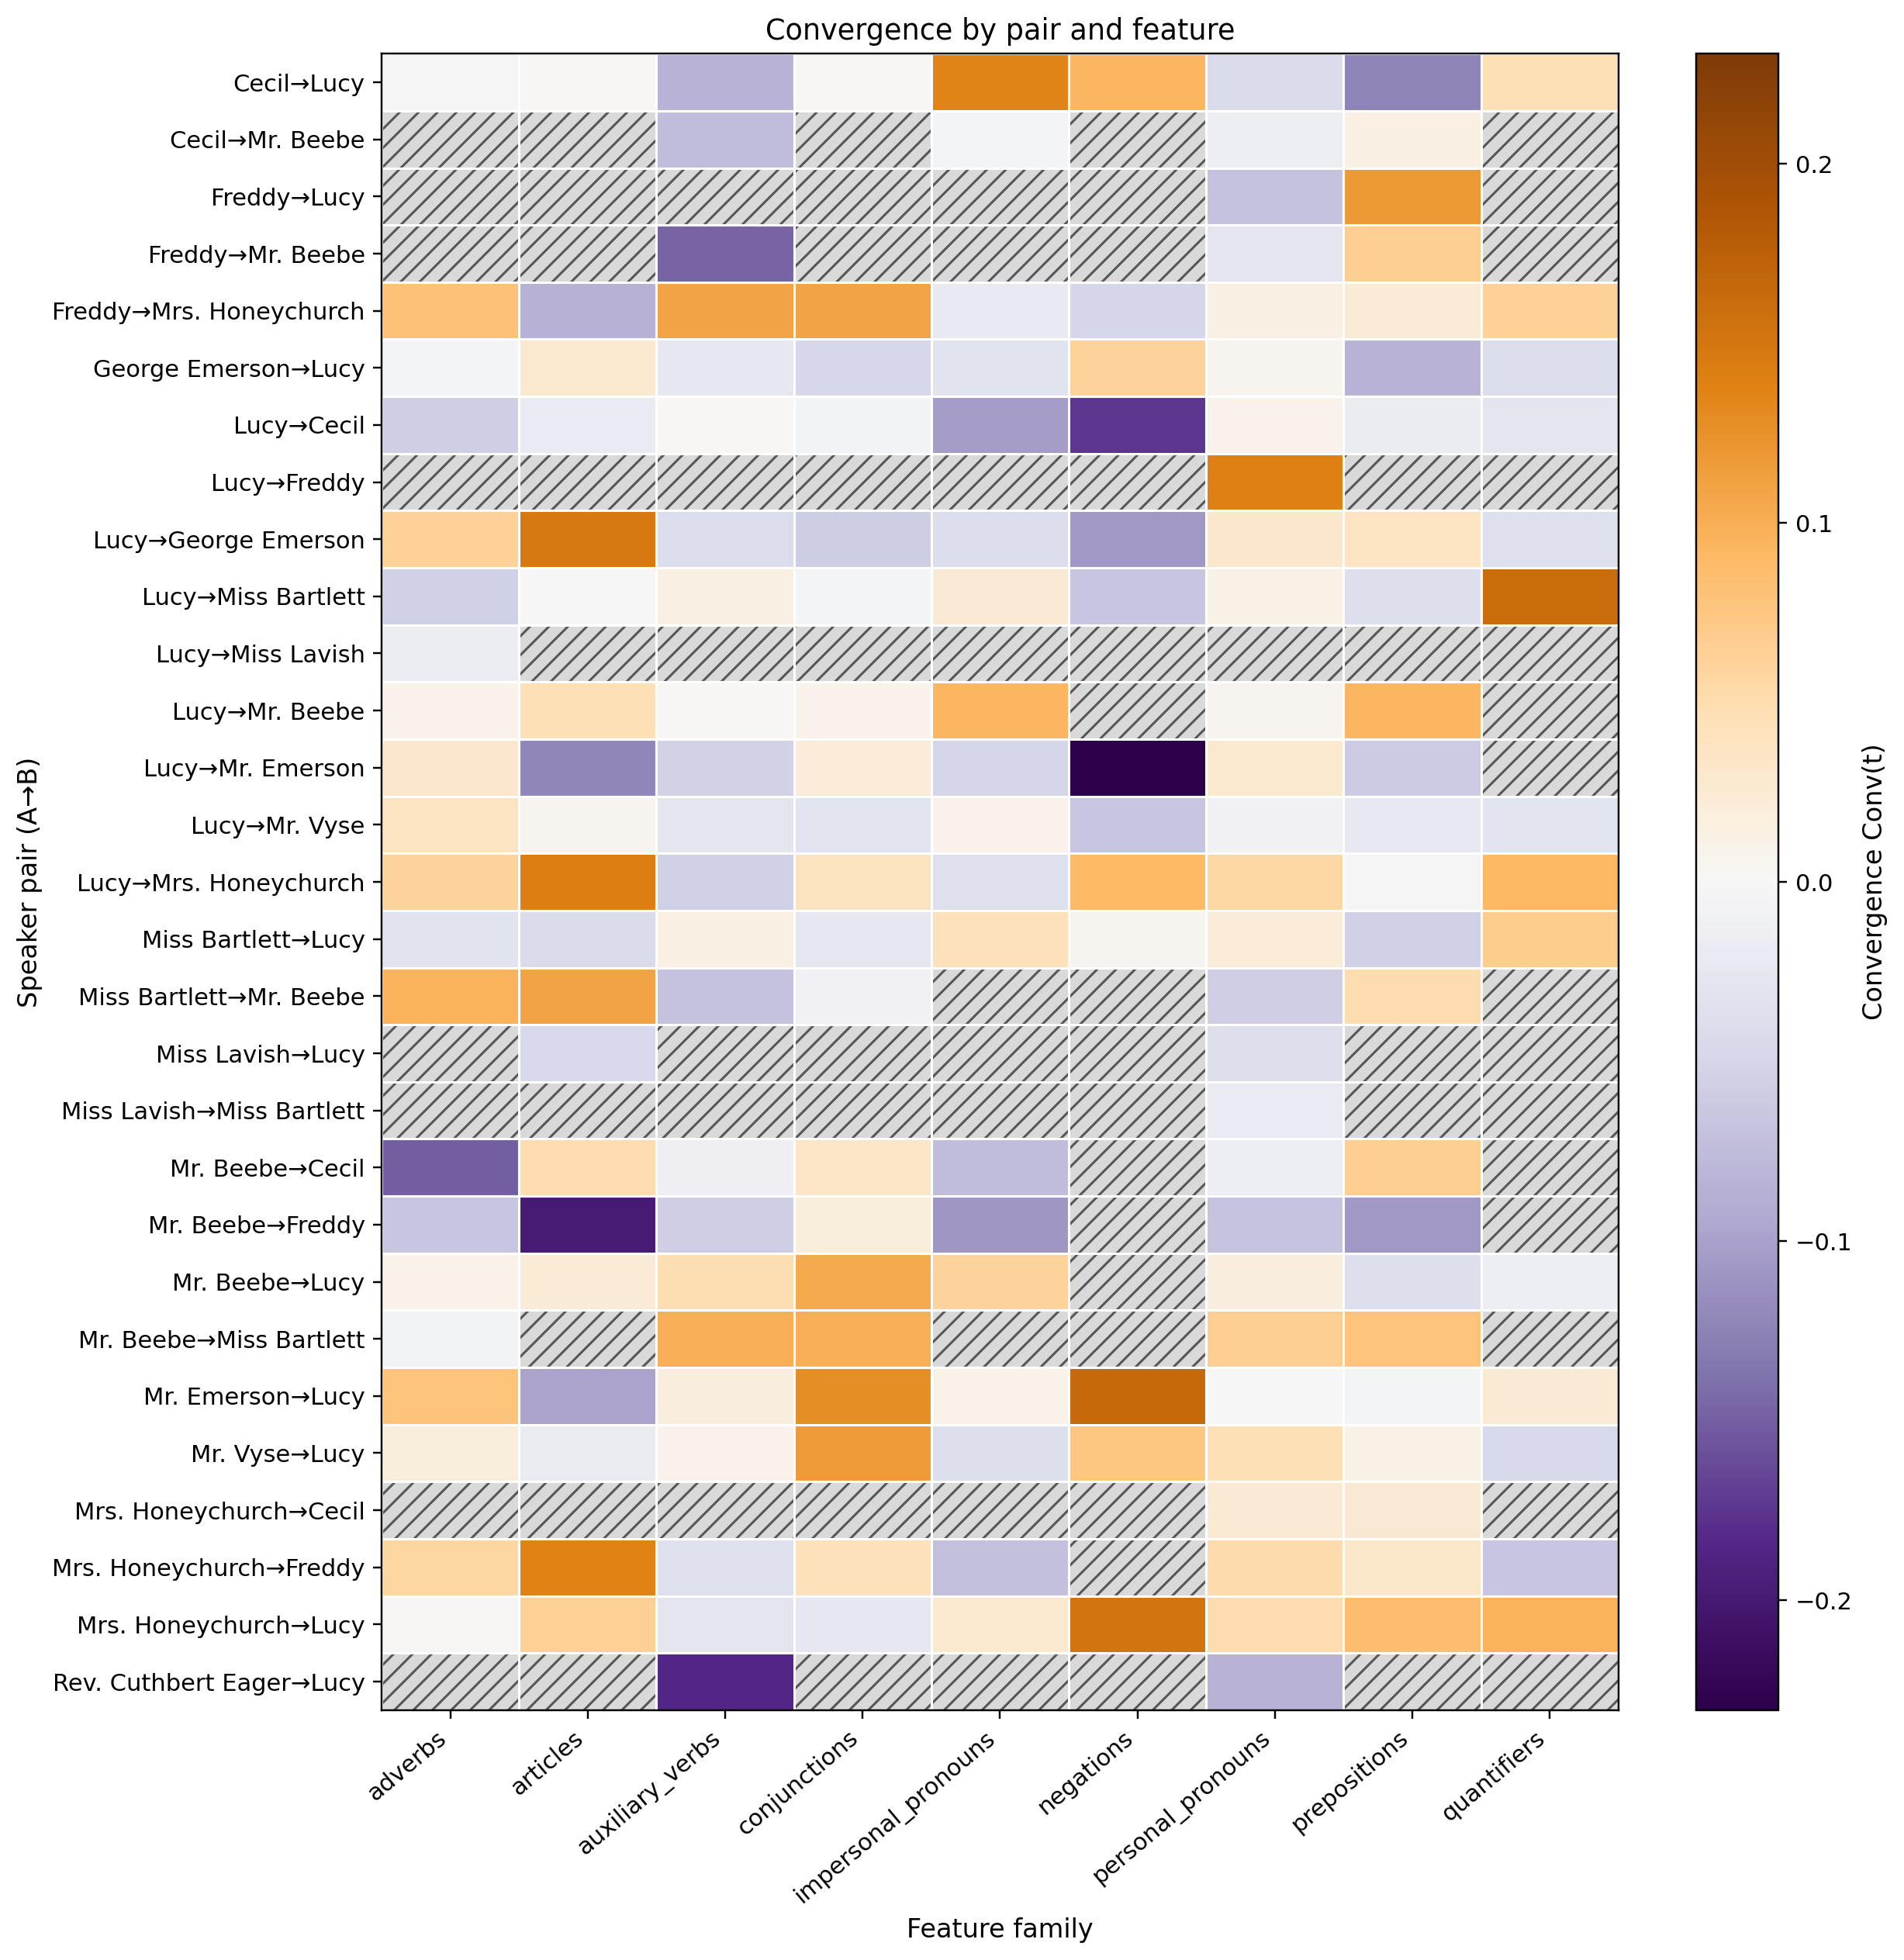 Convergence by pair and feature
Speaker pair (A→B)
Cecil→Lucy
Cecil→Mr. Beebe
Freddy→Lucy
Freddy→Mr. Beebe
Freddy→Mrs. Honeychurch
George Emerson→Lucy
Lucy→Cecil
Lucy→Freddy
Lucy→George Emerson
Lucy→Miss Bartlett
Lucy→Miss Lavish
Lucy→Mr. Beebe
Lucy→Mr. Emerson
Lucy→Mr. Vyse
Lucy→Mrs. Honeychurch
Miss Bartlett→Lucy
Miss Bartlett→Mr. Beebe
Miss Lavish→Lucy
Miss Lavish→Miss Bartlett
Mr. Beebe→Cecil
Mr. Beebe→Freddy
Mr. Beebe→Lucy
Mr. Beebe→Miss Bartlett
Mr. Emerson→Lucy
Mr. Vyse→Lucy
Mrs. Honeychurch→Cecil
Mrs. Honeychurch→Freddy
Mrs. Honeychurch→Lucy
Rev. Cuthbert Eager→Lucy
adverbs
articles
auxiliary_verbs
conjunctions
impersonal_pronouns
negations
personal_pronouns
prepositions
quantifiers
Feature family
0.2
0.1
0.0
−0.1
−0.2
Convergence Conv(t)